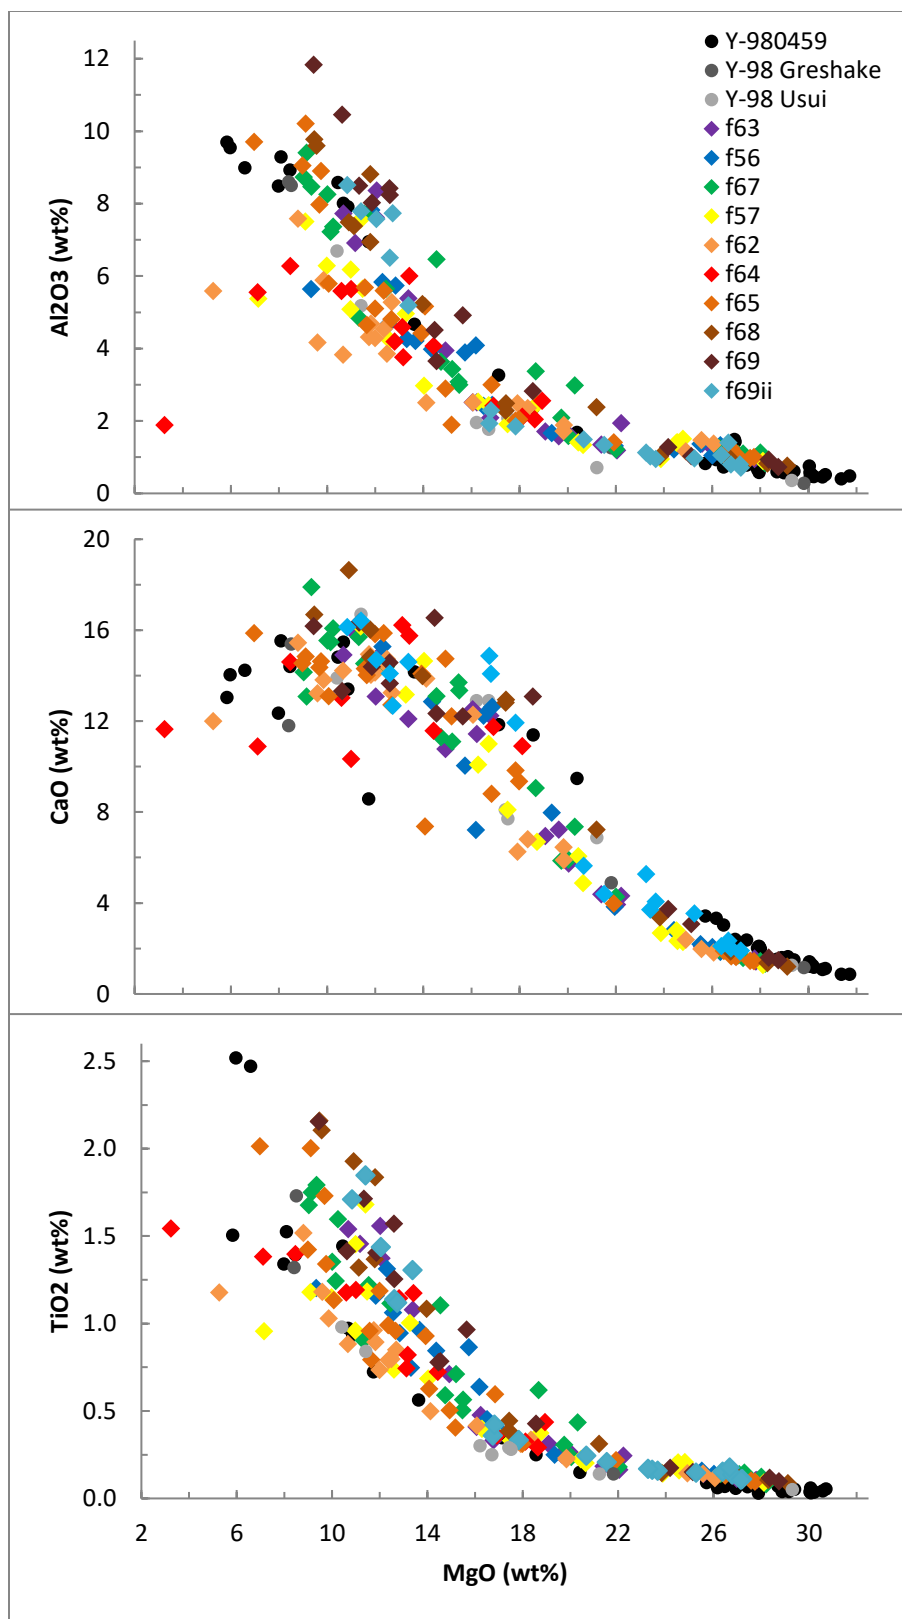 12
10
8
6
4
2
0
Al2O3 (wt%)
Y-980459
Y-98 Greshake
Y-98 Usui
f63
f56
f67
f57
f62
f64
f65
f68
f69
f69ii
20
16
12
8
4
0
CaO (wt%)
2.5
2.0
1.5
1.0
0.5
0.0
TiO2 (wt%)
2 6 10 14 18 22 26 30
MgO (wt%)